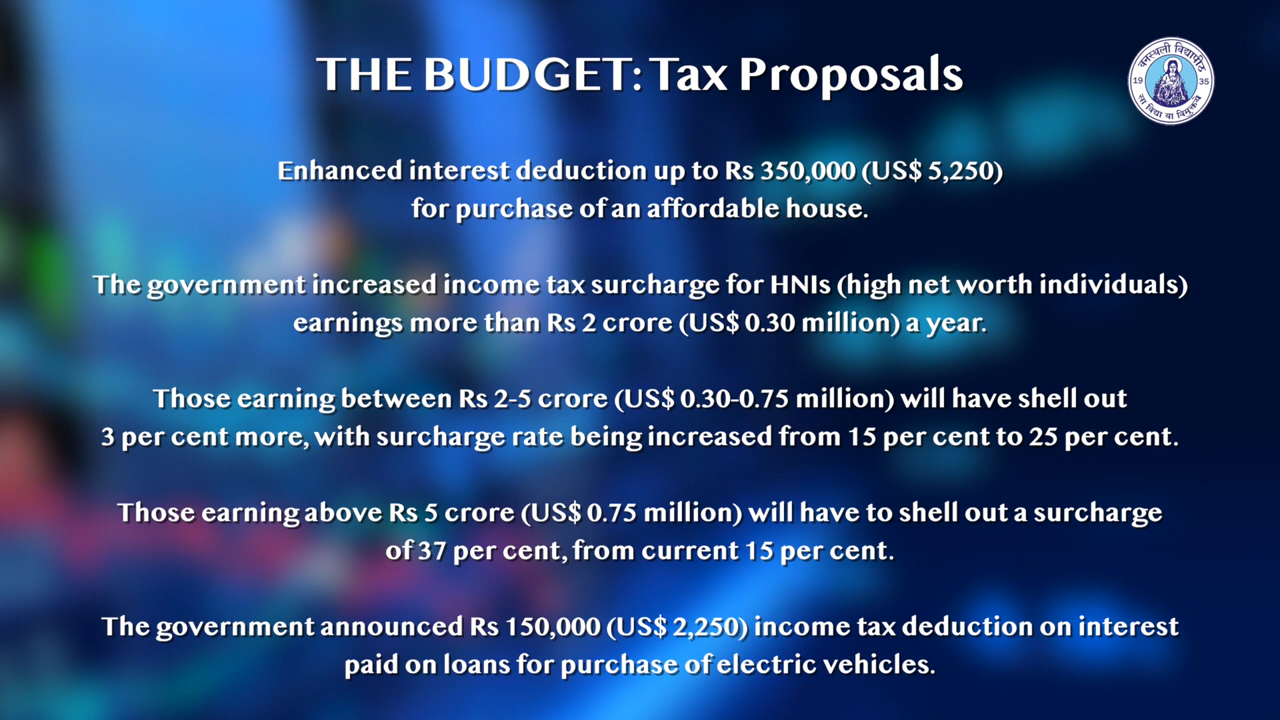 THE BUDGET: Tax Proposals
वनस्थली विद्यापीठ
19 35
सा विद्या या विमुक्तये
Enhanced interest deduction up to Rs 350,000 (US$ 5,250)
for purchase of an affordable house.
The government increased income tax surcharge for HNIs (high net worth individuals)
earnings more than Rs 2 crore (US$ 0.30 million) a year.
Those earning between Rs 2-5 crore (US$ 0.30-0.75 million) will have shell out
3 per cent more, with surcharge rate being increased from 15 per cent to 25 per cent.
Those earning above Rs 5 crore (US$ 0.75 million) will have to shell out a surcharge
of 37 per cent, from current 15 per cent.
The government announced Rs 150,000 (US$ 2,250) income tax deduction on interest
paid on loans for purchase of electric vehicles.